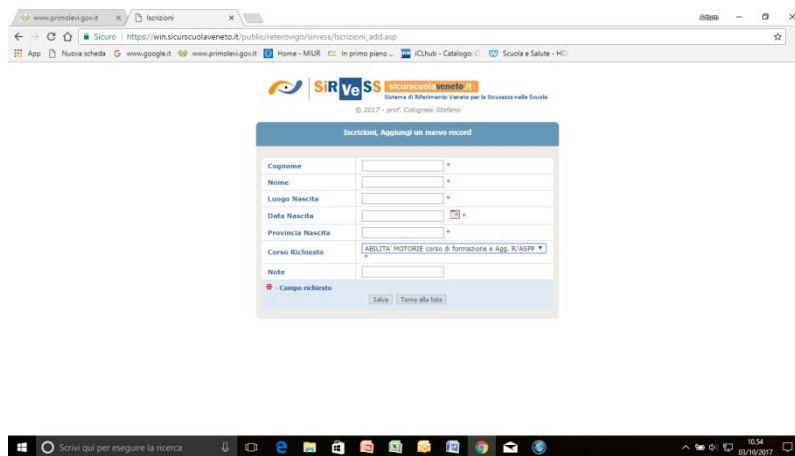 www.primolevi.gov.it
Iscrizioni
Sicuro https://win.sicurscuolaveneto.it/public/reterovigo/sirvess/Iscrizioni_add.asp
App Nuova scheda www.google.it www.primolevi.gov.it Home - MIUR In primo piano ... iCLhub - Catalogo: D Scuola e Salute - HO
SiRVeSS sicurscuolaveneto.it
Sistema di Riferimento Veneto per la Sicurezza nelle Scuole
© 2017 - prof. Colognesi Stefano
Iscrizioni, Aggiungi un nuovo record
Cognome *
Nome *
Luogo Nascita *
Data Nascita *
Provincia Nascita *
Corso Richiesto ABILITA' MOTORIE corso di formazione e Agg. R/ASPP
*
Note
* - Campo richiesto
Salva Torna alla lista
Scrivi qui per eseguire la ricerca
10.54
03/10/2017